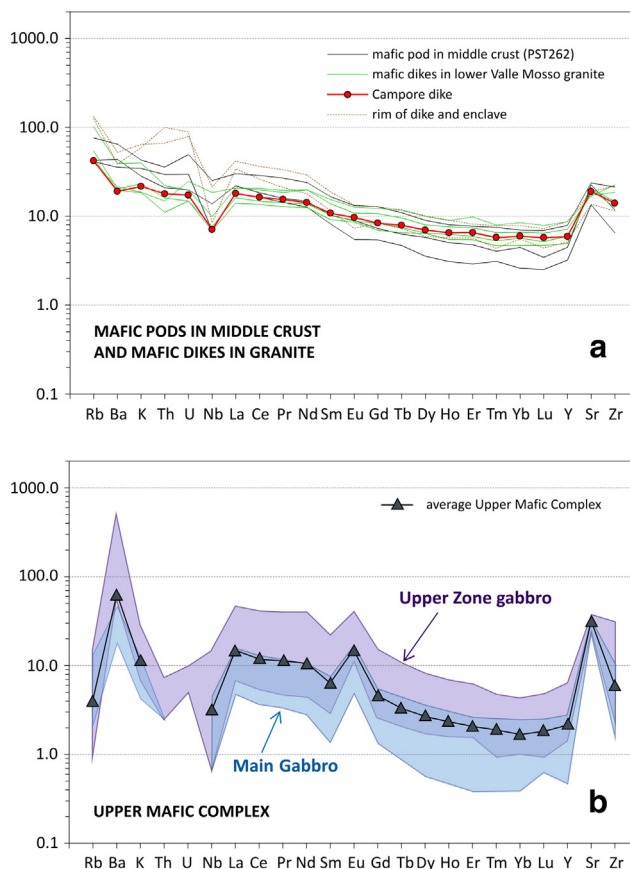 1000.0
mafic pod in middle crust (PST262)
mafic dikes in lower Valle Mosso granite
Campore dike
rim of dike and enclave
100.0
10.0
1.0
MAFIC PODS IN MIDDLE CRUST
AND MAFIC DIKES IN GRANITE
a
0.1
Rb Ba K Th U Nb La Ce Pr Nd Sm Eu Gd Tb Dy Ho Er Tm Yb Lu Y Sr Zr
1000.0
average Upper Mafic Complex
100.0
Upper Zone gabbro
10.0
1.0
Main Gabbro
UPPER MAFIC COMPLEX
b
0.1
Rb Ba K Th U Nb La Ce Pr Nd Sm Eu Gd Tb Dy Ho Er Tm Yb Lu Y Sr Zr